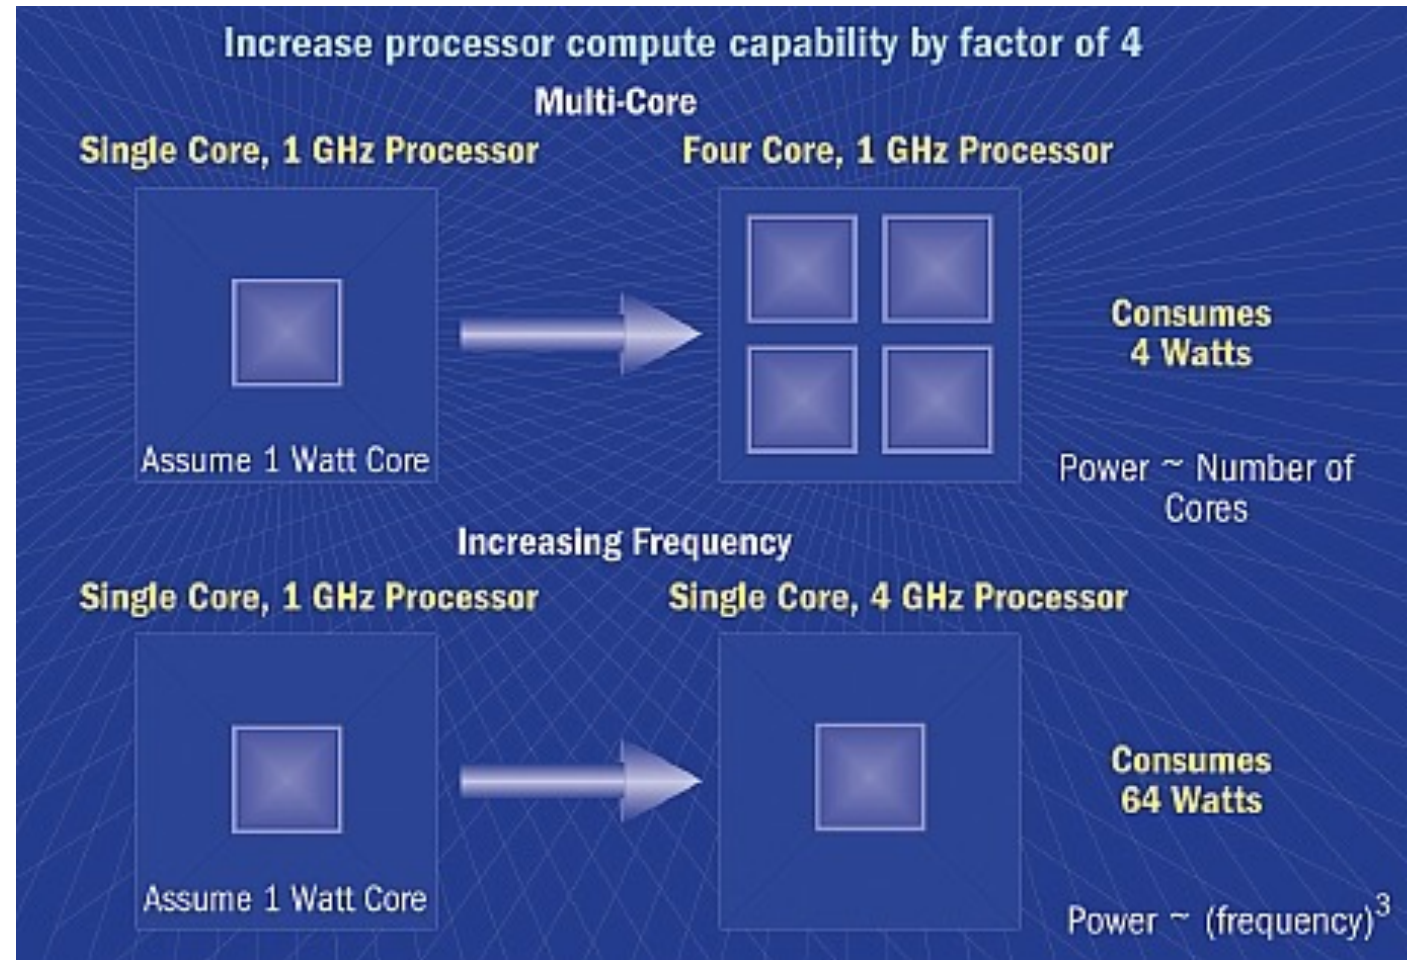 Increase processor compute capability by factor of 4
Multi-Core
Single Core, 1 GHz Processor
Four Core, 1 GHz Processor
Assume 1 Watt Core
Consumes
4 Watts
Power ~ Number of
Cores
Increasing Frequency
Single Core, 1 GHz Processor
Single Core, 4 GHz Processor
Assume 1 Watt Core
Consumes
64 Watts
Power ~ (frequency)³